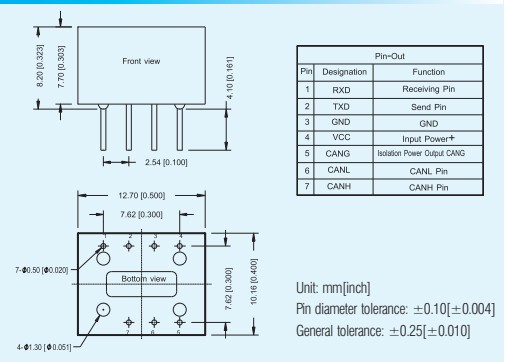 Front view
8.20 [0.323]
7.70 [0.303]
4.10 [0.161]
2.54 [0.100]
Pin-Out
Pin Designation Function
1 RXD Receiving Pin
2 TXD Send Pin
3 GND GND
4 VCC Input Power+
5 CANG Isolation Power Output CANG
6 CANL CANL Pin
7 CANH CANH Pin
12.70 [0.500]
7.62 [0.300]
1 2 3 4
7-Φ0.50 [Φ0.020]
Bottom view
7.62 [0.300]
10.16 [0.400]
7 6 5
4-Φ1.30 [Φ0.051]
Unit: mm[inch]
Pin diameter tolerance: ±0.10[±0.004]
General tolerance: ±0.25[±0.010]